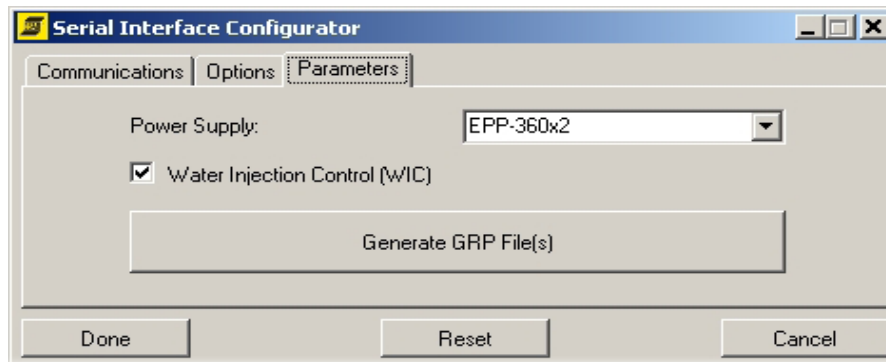 Serial Interface Configurator
Communications Options Parameters
Power Supply: EPP-360x2
Water Injection Control (WIC)
Generate GRP File(s)
Done Reset Cancel